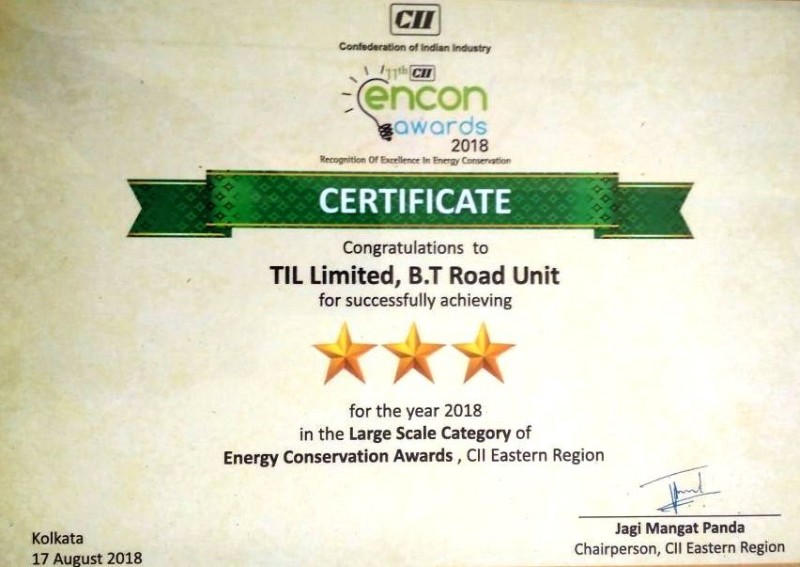 CII
Confederation of Indian Industry
11th CII
encon
awards
2018
Recognition Of Excellence In Energy Conservation
CERTIFICATE
Congratulations to
TIL Limited, B.T Road Unit
for successfully achieving
for the year 2018
in the Large Scale Category of
Energy Conservation Awards , CII Eastern Region
Jagi Mangat Panda
Chairperson, CII Eastern Region
Kolkata
17 August 2018